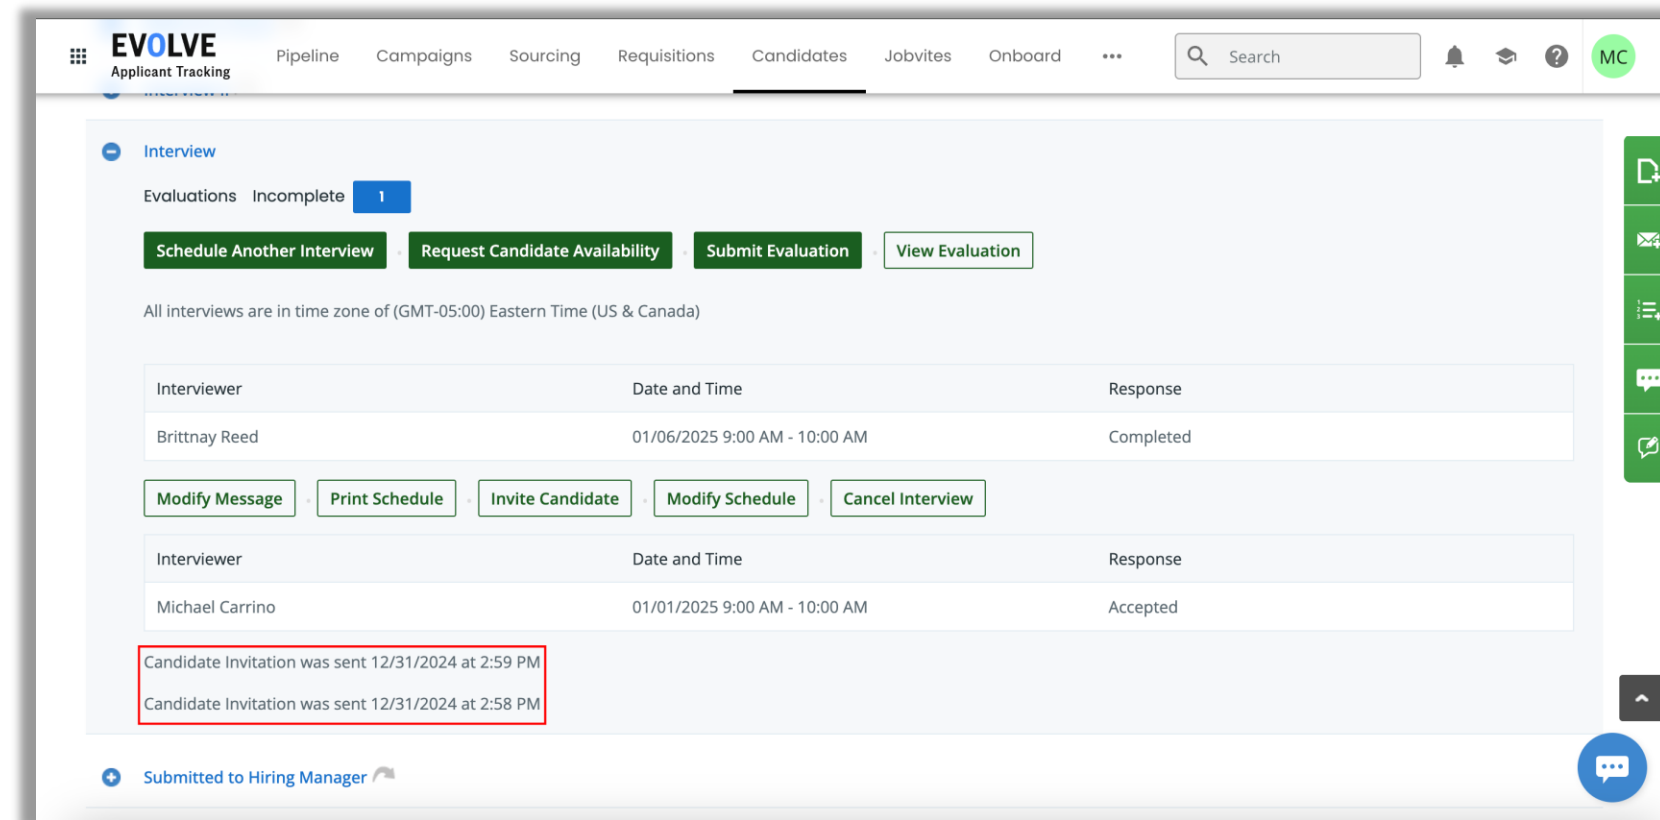 EVOLVE
Applicant Tracking
Pipeline Campaigns Sourcing Requisitions Candidates Jobvites Onboard ••• Search MC
Interview
Evaluations Incomplete 1
Schedule Another Interview Request Candidate Availability Submit Evaluation View Evaluation
All interviews are in time zone of (GMT-05:00) Eastern Time (US & Canada)
Interviewer Date and Time Response
Brittnay Reed 01/06/2025 9:00 AM - 10:00 AM Completed
Modify Message Print Schedule Invite Candidate Modify Schedule Cancel Interview
Interviewer Date and Time Response
Michael Carrino 01/01/2025 9:00 AM - 10:00 AM Accepted
Candidate Invitation was sent 12/31/2024 at 2:59 PM
Candidate Invitation was sent 12/31/2024 at 2:58 PM
Submitted to Hiring Manager